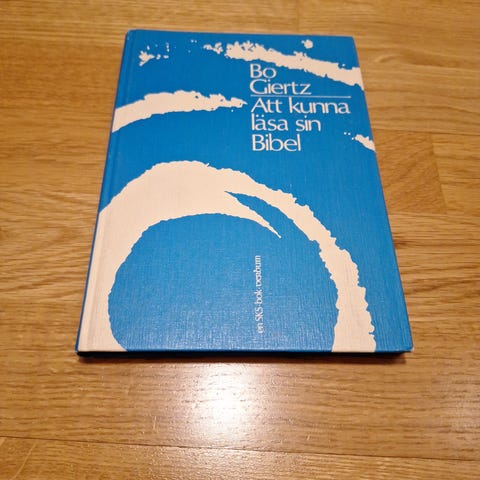 Bo
Giertz
Att kunna
läsa sin
Bibel
en SKS-bok·verbum